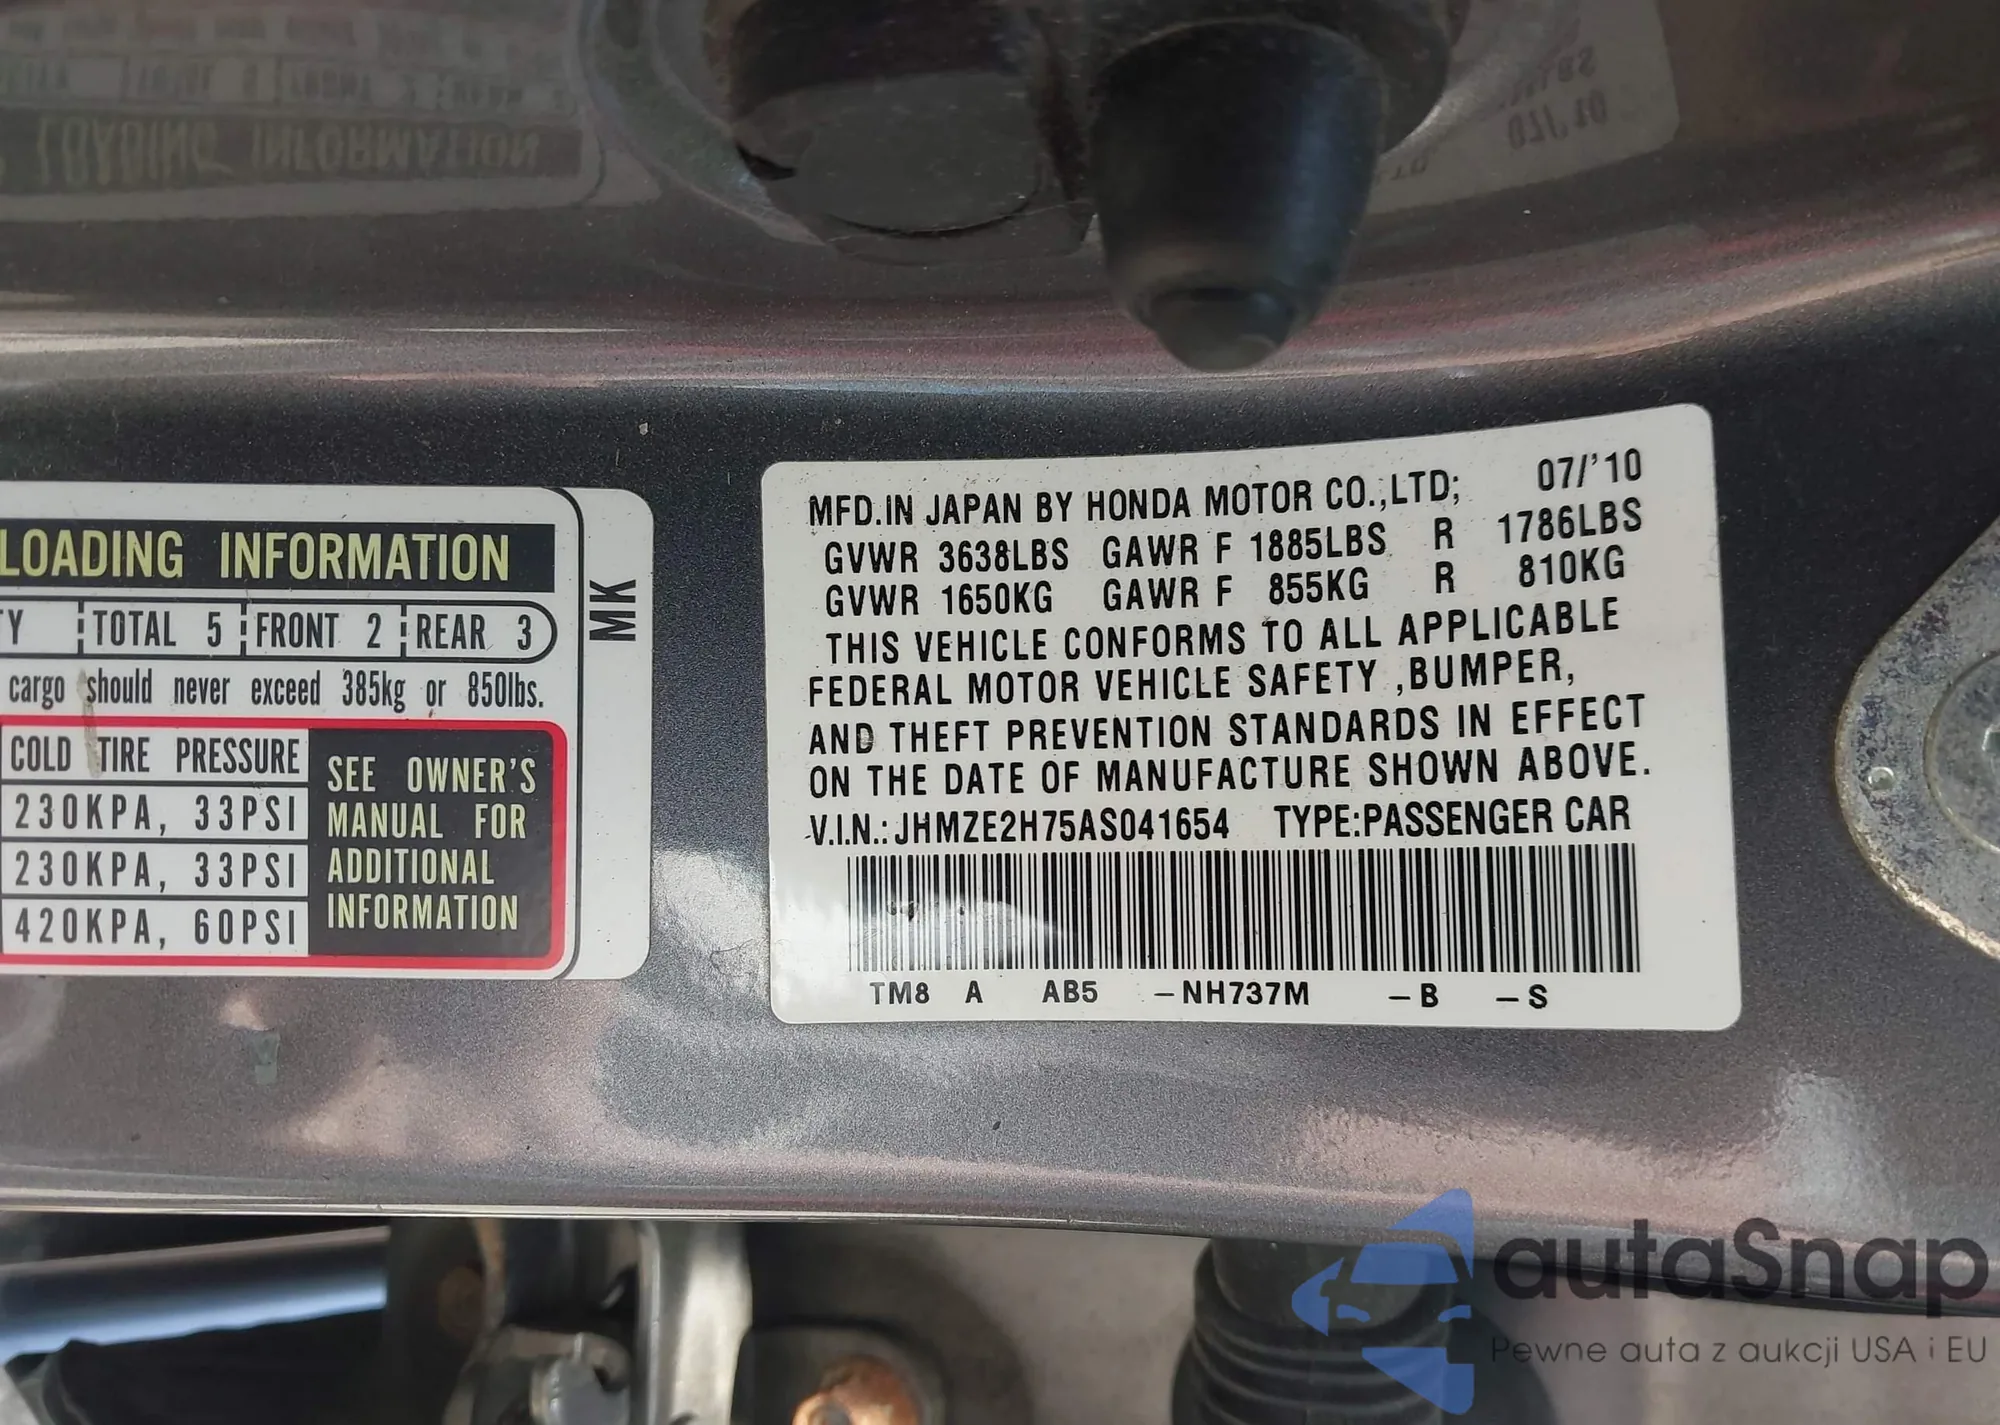 LOADING INFORMATION
TY TOTAL 5 FRONT 2 REAR 3
cargo should never exceed 385kg or 850lbs.
COLD TIRE PRESSURE
230KPA, 33PSI
230KPA, 33PSI
420KPA, 60PSI
SEE OWNER'S
MANUAL FOR
ADDITIONAL
INFORMATION
MK
MFD.IN JAPAN BY HONDA MOTOR CO.,LTD; 07/'10
GVWR 3638LBS GAWR F 1885LBS R 1786LBS
GVWR 1650KG GAWR F 855KG R 810KG
THIS VEHICLE CONFORMS TO ALL APPLICABLE
FEDERAL MOTOR VEHICLE SAFETY ,BUMPER,
AND THEFT PREVENTION STANDARDS IN EFFECT
ON THE DATE OF MANUFACTURE SHOWN ABOVE.
V.I.N.: JHMZE2H75AS041654 TYPE:PASSENGER CAR
TM8 A AB5 -NH737M -B -S
autaSnap
Pewne auta z aukcji USA i EU